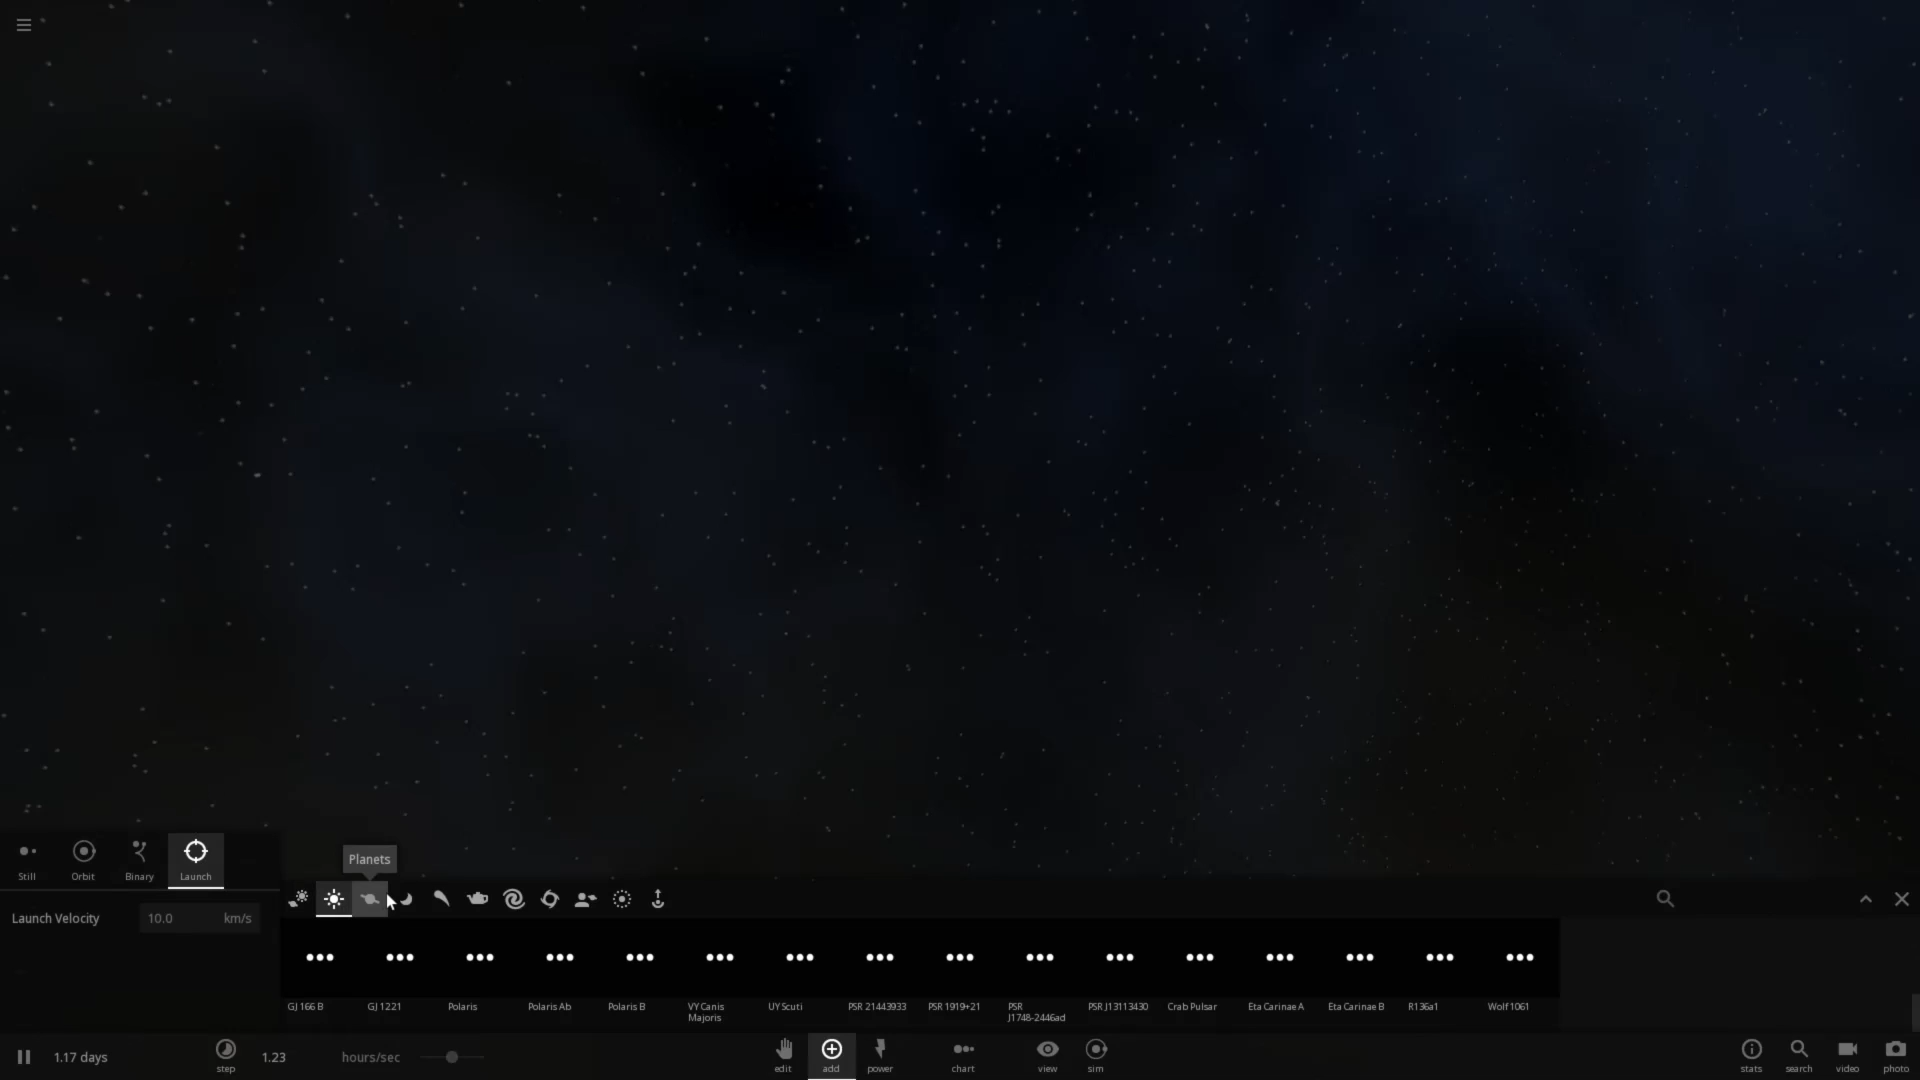 Still
Orbit
Binary
Launch
Planets
Launch Velocity
10.0
km/s
GJ 166 B
GJ 1221
Polaris
Polaris Ab
Polaris B
VY Canis
Majoris
UY Scuti
PSR 21443933
PSR 1919+21
PSR
J1748-2446ad
PSR J13113430
Crab Pulsar
Eta Carinae A
Eta Carinae B
R136a1
Wolf 1061
1.17 days
step
1.23
hours/sec
edit
add
power
chart
view
sim
stats
search
video
photo